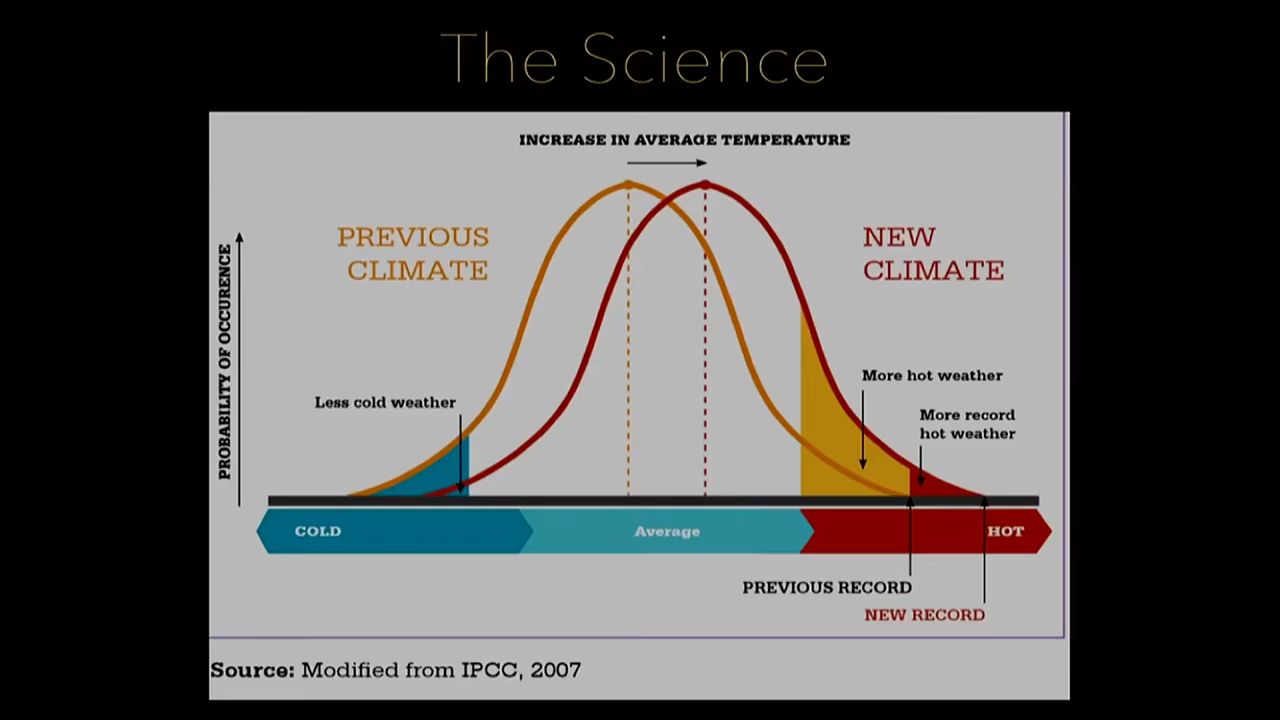 The Science
INCREASE IN AVERAGE TEMPERATURE
PREVIOUS
CLIMATE
NEW
CLIMATE
PROBABILITY OF OCCURENCE
Less cold weather
More hot weather
More record
hot weather
COLD
Average
HOT
PREVIOUS RECORD
NEW RECORD
Source: Modified from IPCC, 2007